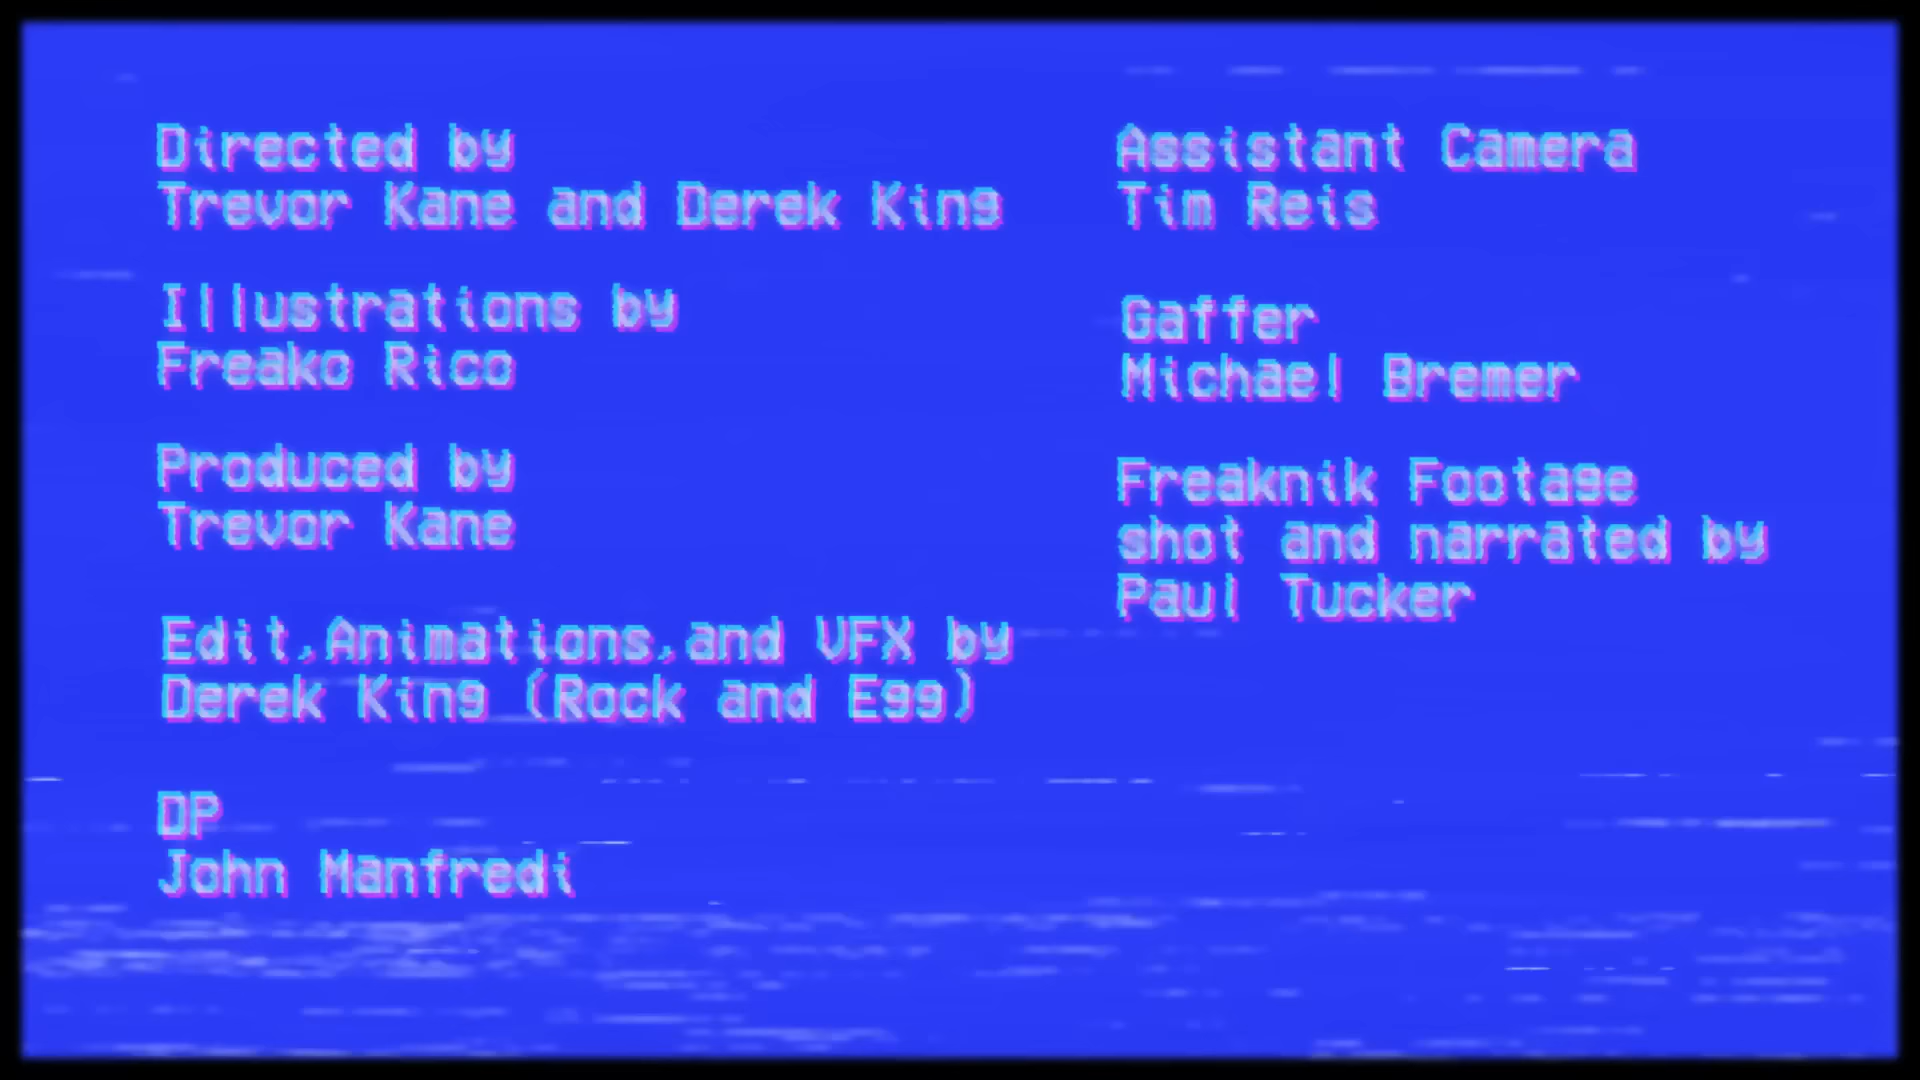 Directed by
Trevor Kane and Derek King
Illustrations by
Freako Rico
Produced by
Trevor Kane
Edit,Animations,and VFX by
Derek King (Rock and Egg)
DP
John Manfredi
Assistant Camera
Tim Reis
Gaffer
Michael Bremer
Freaknik Footage
shot and narrated by
Paul Tucker